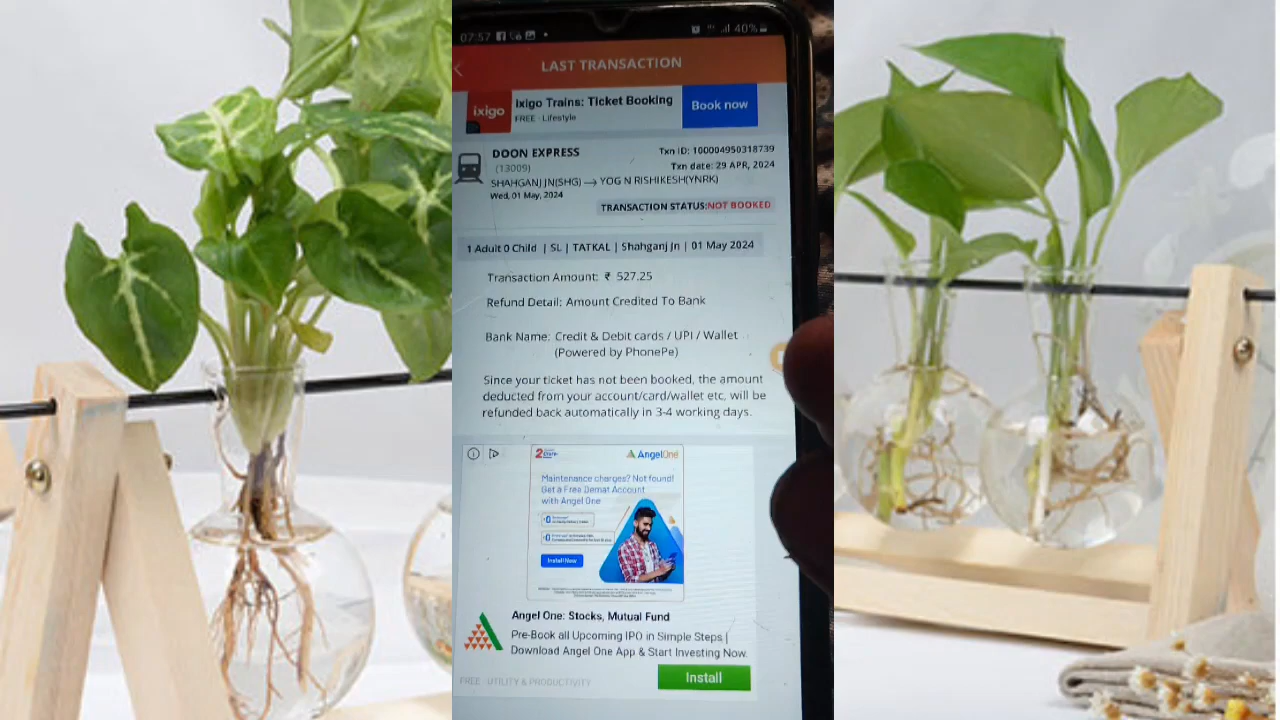 07:57
40%
LAST TRANSACTION
ixigo
Ixigo Trains: Ticket Booking
FREE · Lifestyle
Book now
DOON EXPRESS
(13009)
Txn ID: 100004950318739
Txn date: 29 APR, 2024
SHAHGANJ JN(SHG) → YOG N RISHIKESH(YNRK)
Wed, 01 May, 2024
TRANSACTION STATUS:NOT BOOKED
1 Adult 0 Child | SL | TATKAL | Shahganj Jn | 01 May 2024
Transaction Amount: ₹ 527.25
Refund Detail: Amount Credited To Bank
Bank Name: Credit & Debit cards / UPI / Wallet
(Powered by PhonePe)
Since your ticket has not been booked, the amount
deducted from your account/card/wallet etc, will be
refunded back automatically in 3-4 working days.
AngelOne
Maintenance charges? Not found!
Get a Free Demat Account
with Angel One
Install Now
Angel One: Stocks, Mutual Fund
Pre-Book all Upcoming IPO in Simple Steps |
Download Angel One App & Start Investing Now.
FREE · UTILITY & PRODUCTIVITY
Install